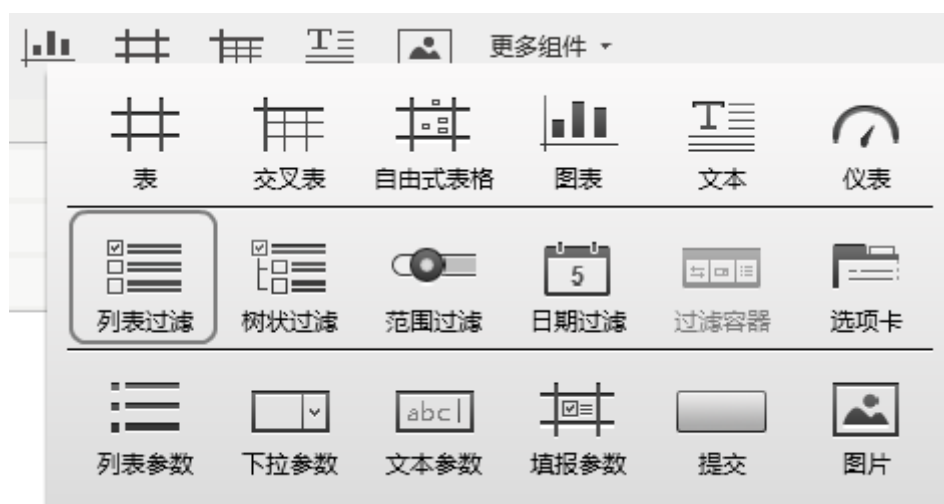 更多组件
表 交叉表 自由式表格 图表 文本 仪表
5
列表过滤 树状过滤 范围过滤 日期过滤 过滤容器 选项卡
abc
列表参数 下拉参数 文本参数 填报参数 提交 图片